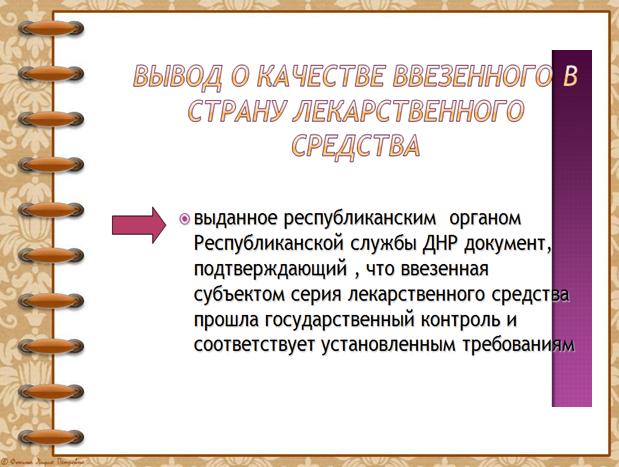 ВЫВОД О КАЧЕСТВЕ ВВЕЗЕННОГО В
СТРАНУ ЛЕКАРСТВЕННОГО
СРЕДСТВА
выданное республиканским органом
Республиканской службы ДНР документ,
подтверждающий , что ввезенная
субъектом серия лекарственного средства
прошла государственный контроль и
соответствует установленным требованиям